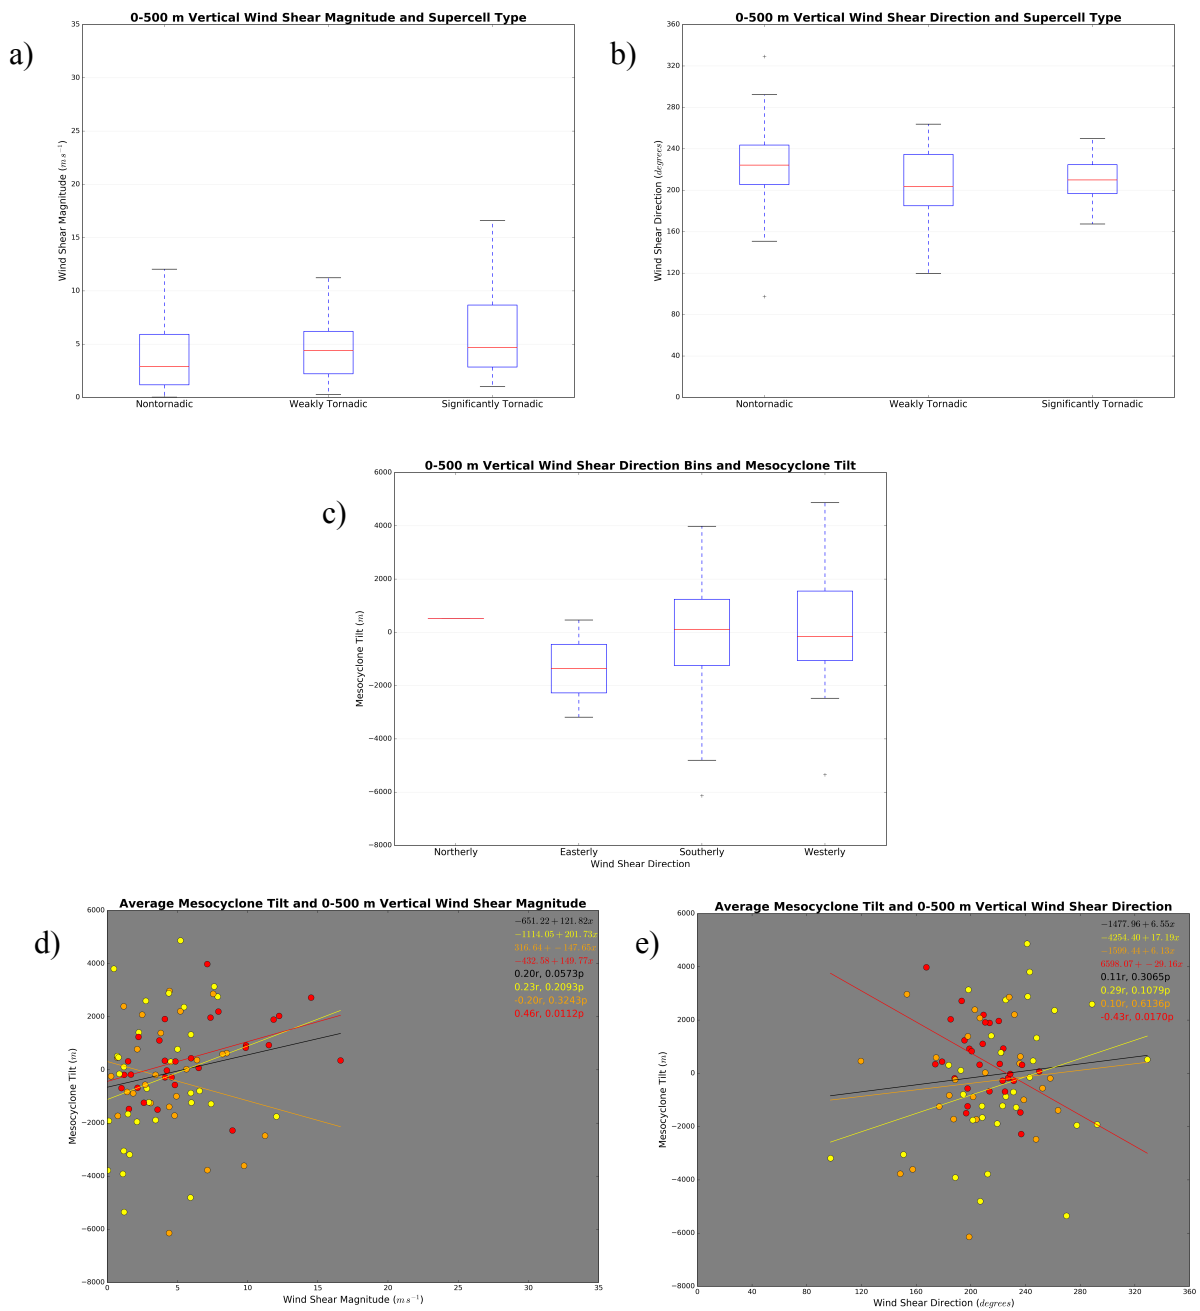 a)
0-500 m Vertical Wind Shear Magnitude and Supercell Type
35
30
25
20
15
10
5
0
Wind Shear Magnitude (m s⁻¹)
Nontornadic Weakly Tornadic Significantly Tornadic
b)
0-500 m Vertical Wind Shear Direction and Supercell Type
360
320
280
240
200
160
120
80
40
0
Wind Shear Direction (degrees)
Nontornadic Weakly Tornadic Significantly Tornadic
c)
0-500 m Vertical Wind Shear Direction Bins and Mesocyclone Tilt
6000
4000
2000
0
−2000
−4000
−6000
−8000
Mesocyclone Tilt (m)
Northerly Easterly Southerly Westerly
Wind Shear Direction
d)
Average Mesocyclone Tilt and 0-500 m Vertical Wind Shear Magnitude
6000
4000
2000
0
−2000
−4000
−6000
−8000
Mesocyclone Tilt (m)
−651.22 + 121.82x
−1114.05 + 201.73x
316.64 + −147.65x
−432.58 + 149.77x
0.20r, 0.0573p
0.23r, 0.2093p
-0.20r, 0.3243p
0.46r, 0.0112p
0 5 10 15 20 25 30 35
Wind Shear Magnitude (m s⁻¹)
e)
Average Mesocyclone Tilt and 0-500 m Vertical Wind Shear Direction
6000
4000
2000
0
−2000
−4000
−6000
−8000
Mesocyclone Tilt (m)
−1477.96 + 6.55x
−4254.40 + 17.19x
−1599.44 + 6.13x
6598.07 + −29.16x
0.11r, 0.3065p
0.29r, 0.1079p
0.10r, 0.6136p
-0.43r, 0.0170p
0 40 80 120 160 200 240 280 320 360
Wind Shear Direction (degrees)